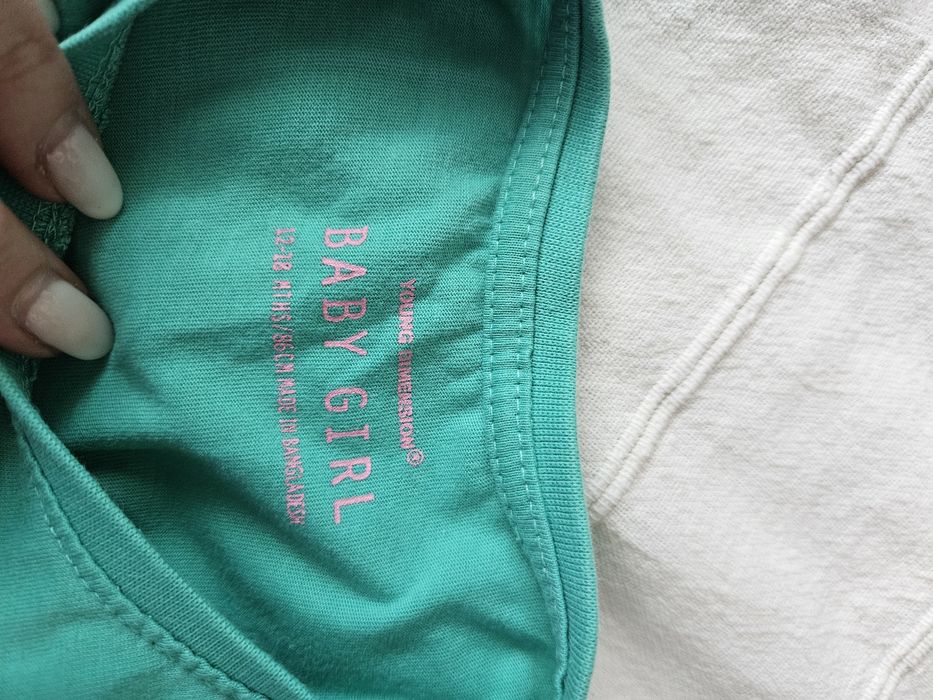 YOUNG DIMENSION®
BABY GIRL
12-18 MTHS/86CM MADE IN BANGLADESH